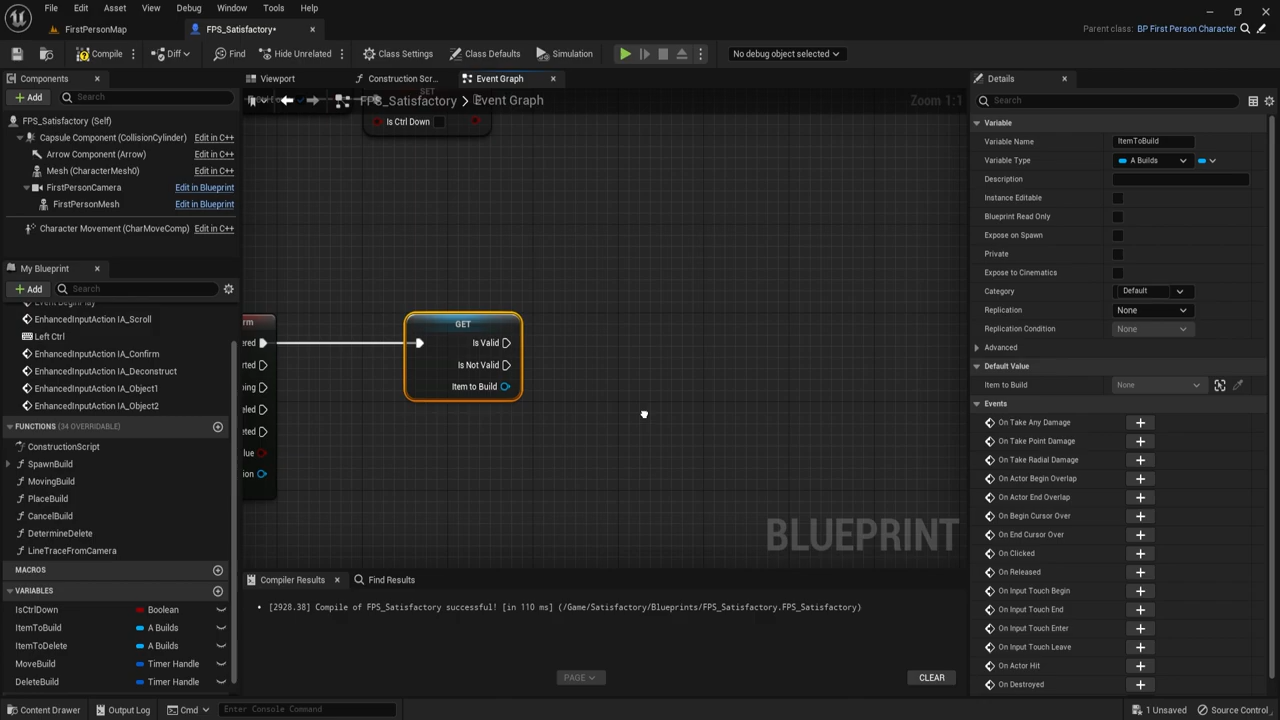 File Edit Asset View Debug Window Tools Help
FirstPersonMap FPS_Satisfactory•
Parent class: BP First Person Character
Compile Diff Find Hide Unrelated Class Settings Class Defaults Simulation No debug object selected
Components
Add Search
FPS_Satisfactory (Self)
Capsule Component (CollisionCylinder) Edit in C++
Arrow Component (Arrow) Edit in C++
Mesh (CharacterMesh0) Edit in C++
FirstPersonCamera Edit in Blueprint
FirstPersonMesh Edit in Blueprint
Character Movement (CharMoveComp) Edit in C++
My Blueprint
Add Search
EnhancedInputAction IA_Scroll
Left Ctrl
EnhancedInputAction IA_Confirm
EnhancedInputAction IA_Deconstruct
EnhancedInputAction IA_Object1
EnhancedInputAction IA_Object2
FUNCTIONS (34 OVERRIDABLE)
ConstructionScript
SpawnBuild
MovingBuild
PlaceBuild
CancelBuild
DetermineDelete
LineTraceFromCamera
MACROS
VARIABLES
IsCtrlDown Boolean
ItemToBuild A Builds
ItemToDelete A Builds
MoveBuild Timer Handle
DeleteBuild Timer Handle
Viewport Construction Scr... Event Graph
FPS_Satisfactory > Event Graph
Zoom 1:1
SET
Is Ctrl Down
rm
ered
rted
ping
eled
eted
lue
ion
GET
Is Valid
Is Not Valid
Item to Build
BLUEPRINT
Compiler Results Find Results
[2928.38] Compile of FPS_Satisfactory successful! [in 110 ms] (/Game/Satisfactory/Blueprints/FPS_Satisfactory.FPS_Satisfactory)
PAGE CLEAR
Details
Search
Variable
Variable Name ItemToBuild
Variable Type A Builds
Description
Instance Editable
Blueprint Read Only
Expose on Spawn
Private
Expose to Cinematics
Category Default
Replication None
Replication Condition None
Advanced
Default Value
Item to Build None
Events
On Take Any Damage
On Take Point Damage
On Take Radial Damage
On Actor Begin Overlap
On Actor End Overlap
On Begin Cursor Over
On End Cursor Over
On Clicked
On Released
On Input Touch Begin
On Input Touch End
On Input Touch Enter
On Input Touch Leave
On Actor Hit
On Destroyed
Content Drawer Output Log Cmd Enter Console Command
1 Unsaved Source Control